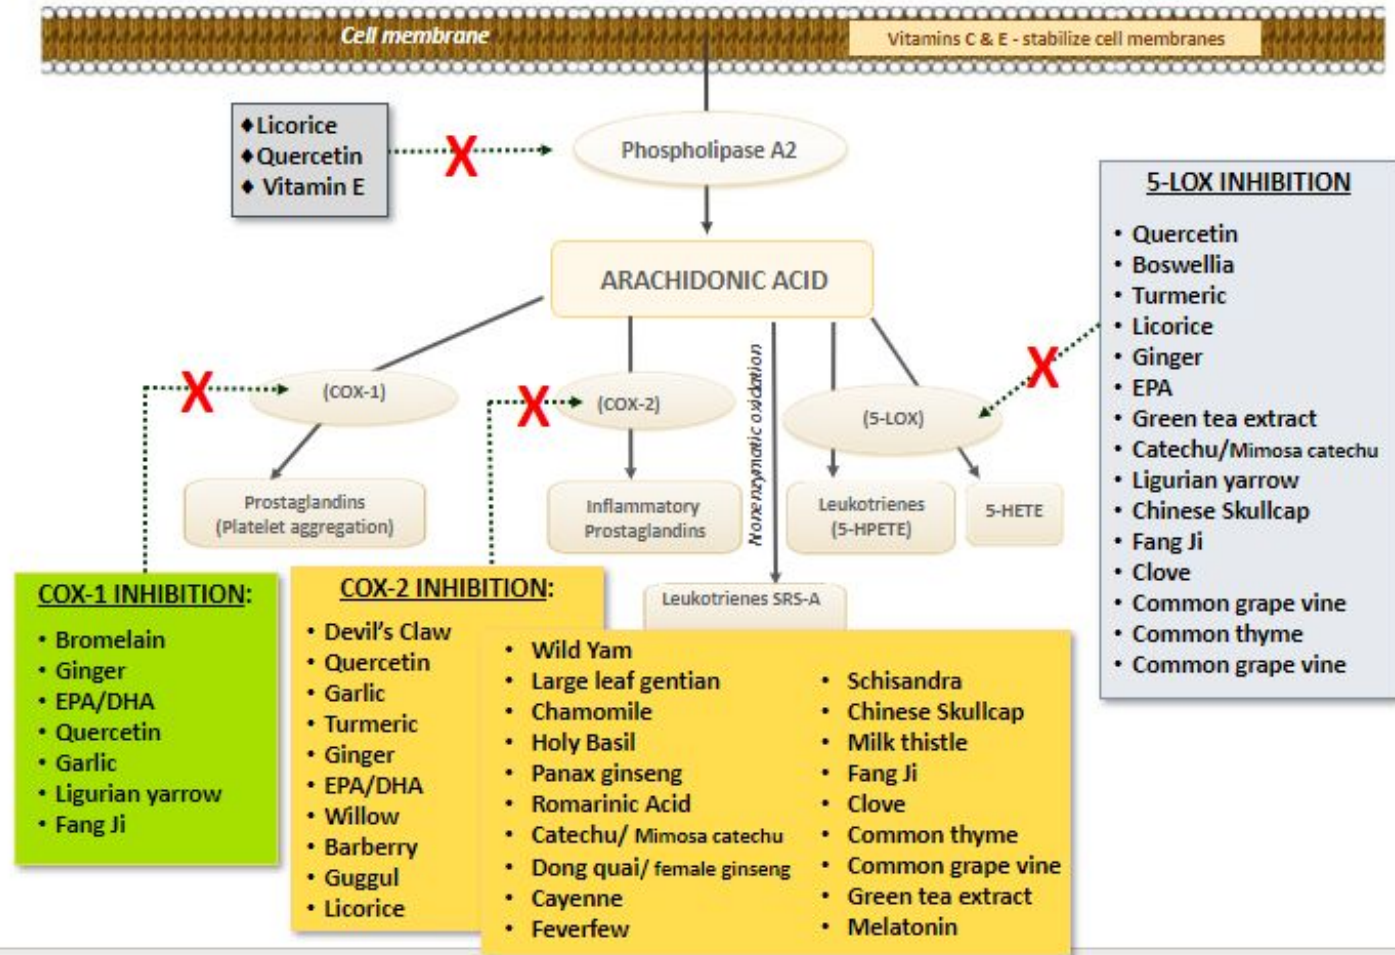 Cell membrane
Vitamins C & E - stabilize cell membranes
♦Licorice
♦Quercetin
♦ Vitamin E
Phospholipase A2
ARACHIDONIC ACID
(COX-1)
(COX-2)
Nonenzymatic oxidation
(5-LOX)
Prostaglandins
(Platelet aggregation)
Inflammatory
Prostaglandins
Leukotrienes
(5-HPETE)
5-HETE
Leukotrienes SRS-A
X
X
X
X
5-LOX INHIBITION
• Quercetin
• Boswellia
• Turmeric
• Licorice
• Ginger
• EPA
• Green tea extract
• Catechu/Mimosa catechu
• Ligurian yarrow
• Chinese Skullcap
• Fang Ji
• Clove
• Common grape vine
• Common thyme
• Common grape vine
COX-1 INHIBITION:
• Bromelain
• Ginger
• EPA/DHA
• Quercetin
• Garlic
• Ligurian yarrow
• Fang Ji
COX-2 INHIBITION:
• Devil's Claw
• Quercetin
• Garlic
• Turmeric
• Ginger
• EPA/DHA
• Willow
• Barberry
• Guggul
• Licorice
• Wild Yam
• Large leaf gentian
• Chamomile
• Holy Basil
• Panax ginseng
• Romarinic Acid
• Catechu/ Mimosa catechu
• Dong quai/ female ginseng
• Cayenne
• Feverfew
• Schisandra
• Chinese Skullcap
• Milk thistle
• Fang Ji
• Clove
• Common thyme
• Common grape vine
• Green tea extract
• Melatonin